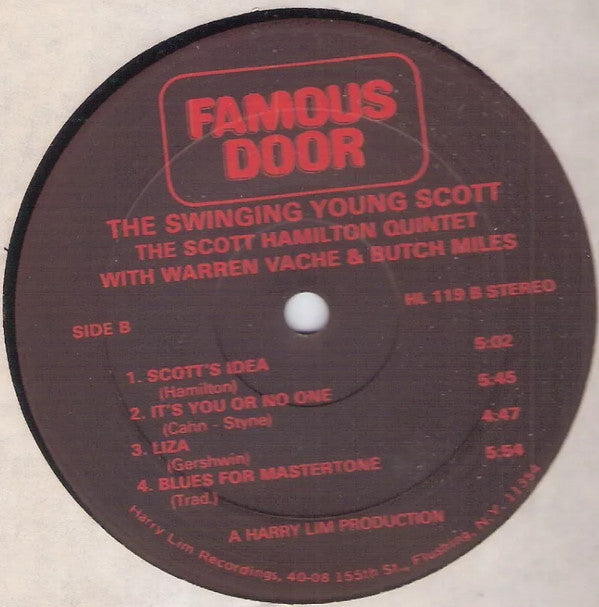 FAMOUS
DOOR
THE SWINGING YOUNG SCOTT
THE SCOTT HAMILTON QUINTET
WITH WARREN VACHE & BUTCH MILES
HL 119 B STEREO
SIDE B
1. SCOTT'S IDEA 5:02
(Hamilton)
2. IT'S YOU OR NO ONE 5:45
(Cahn - Styne)
3. LIZA 4:47
(Gershwin)
4. BLUES FOR MASTERTONE 5:54
(Trad.)
A HARRY LIM PRODUCTION
Harry Lim Recordings, 40-08 155th St., Flushing, N.Y. 11354